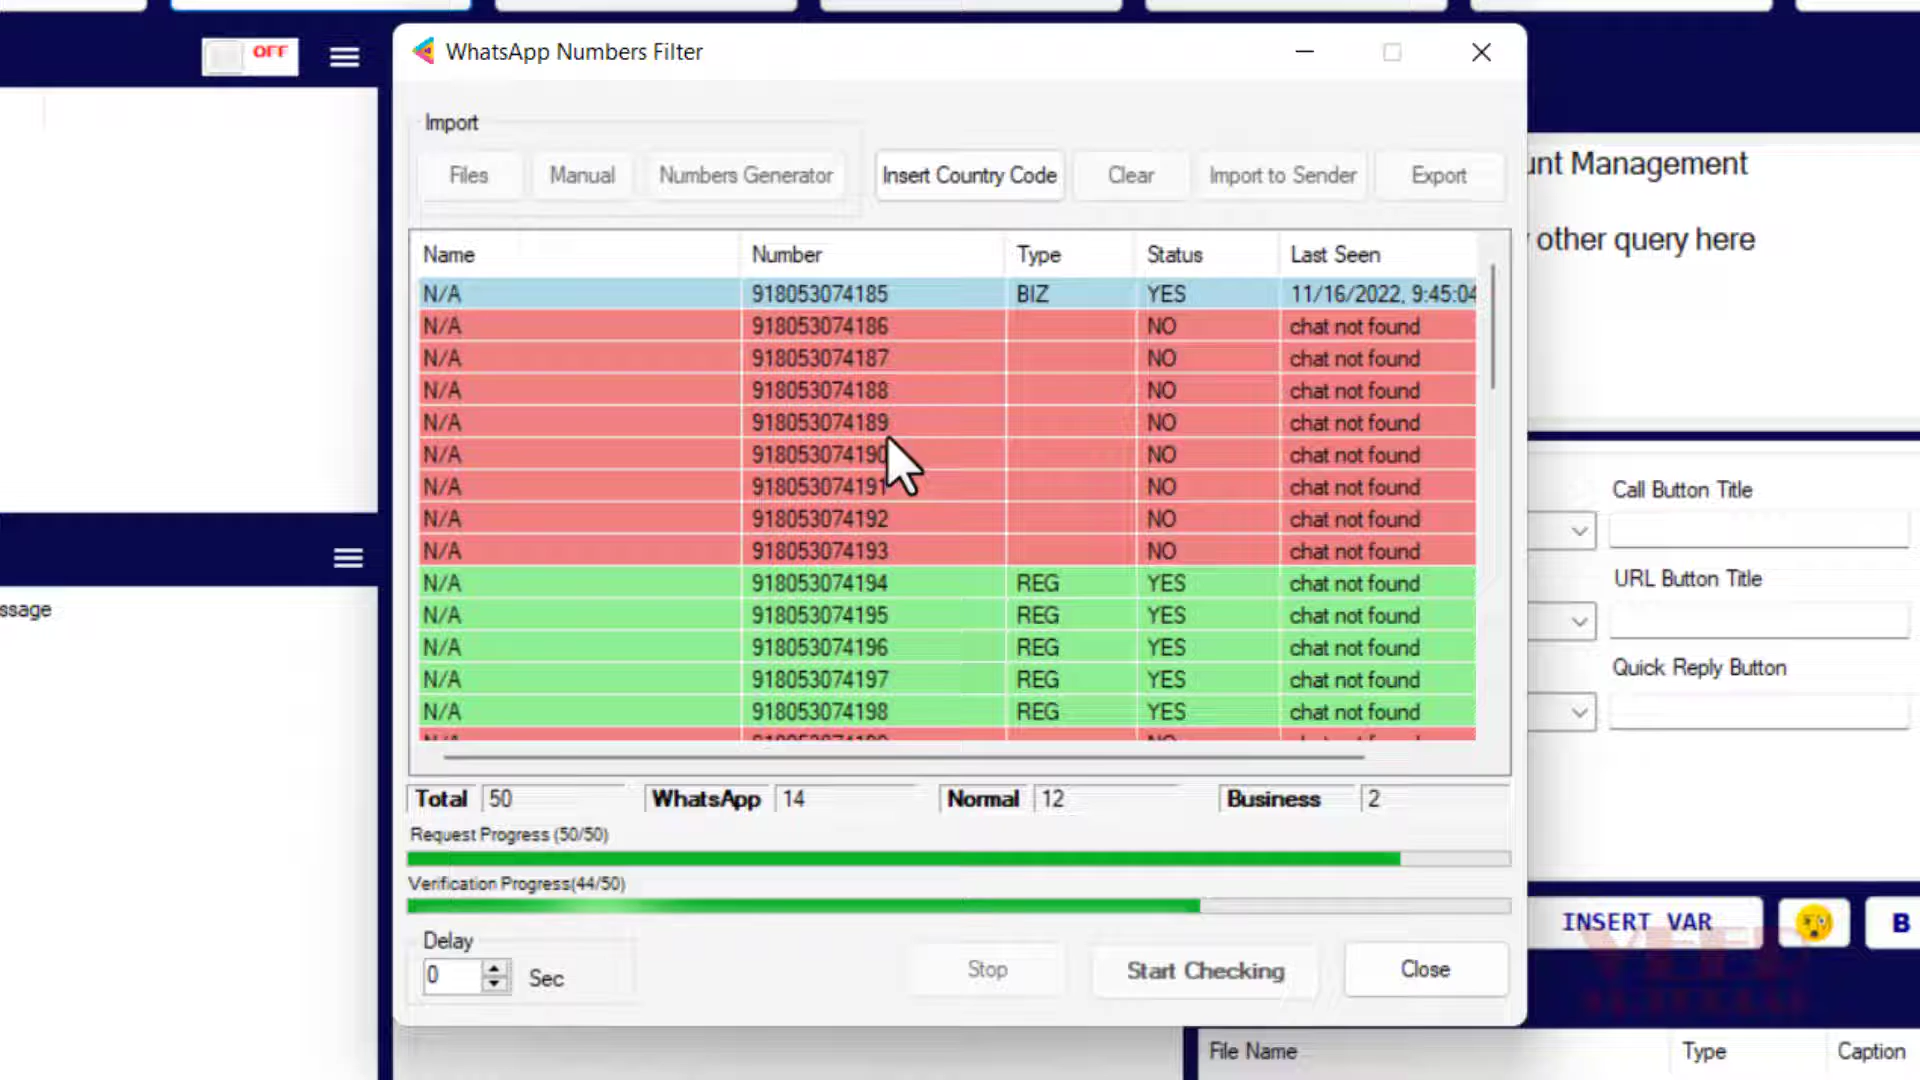 OFF
WhatsApp Numbers Filter
Import
Files Manual Numbers Generator Insert Country Code Clear Import to Sender Export
unt Management
other query here
Name Number Type Status Last Seen
N/A 918053074185 BIZ YES 11/16/2022, 9:45:04
N/A 918053074186 NO chat not found
N/A 918053074187 NO chat not found
N/A 918053074188 NO chat not found
N/A 918053074189 NO chat not found
N/A 918053074190 NO chat not found
N/A 918053074191 NO chat not found
N/A 918053074192 NO chat not found
N/A 918053074193 NO chat not found
N/A 918053074194 REG YES chat not found
N/A 918053074195 REG YES chat not found
N/A 918053074196 REG YES chat not found
N/A 918053074197 REG YES chat not found
N/A 918053074198 REG YES chat not found
Total 50 WhatsApp 14 Normal 12 Business 2
Request Progress (50/50)
Verification Progress(44/50)
Delay
0 Sec
Stop Start Checking Close
ssage
Call Button Title
URL Button Title
Quick Reply Button
INSERT VAR B
File Name Type Caption